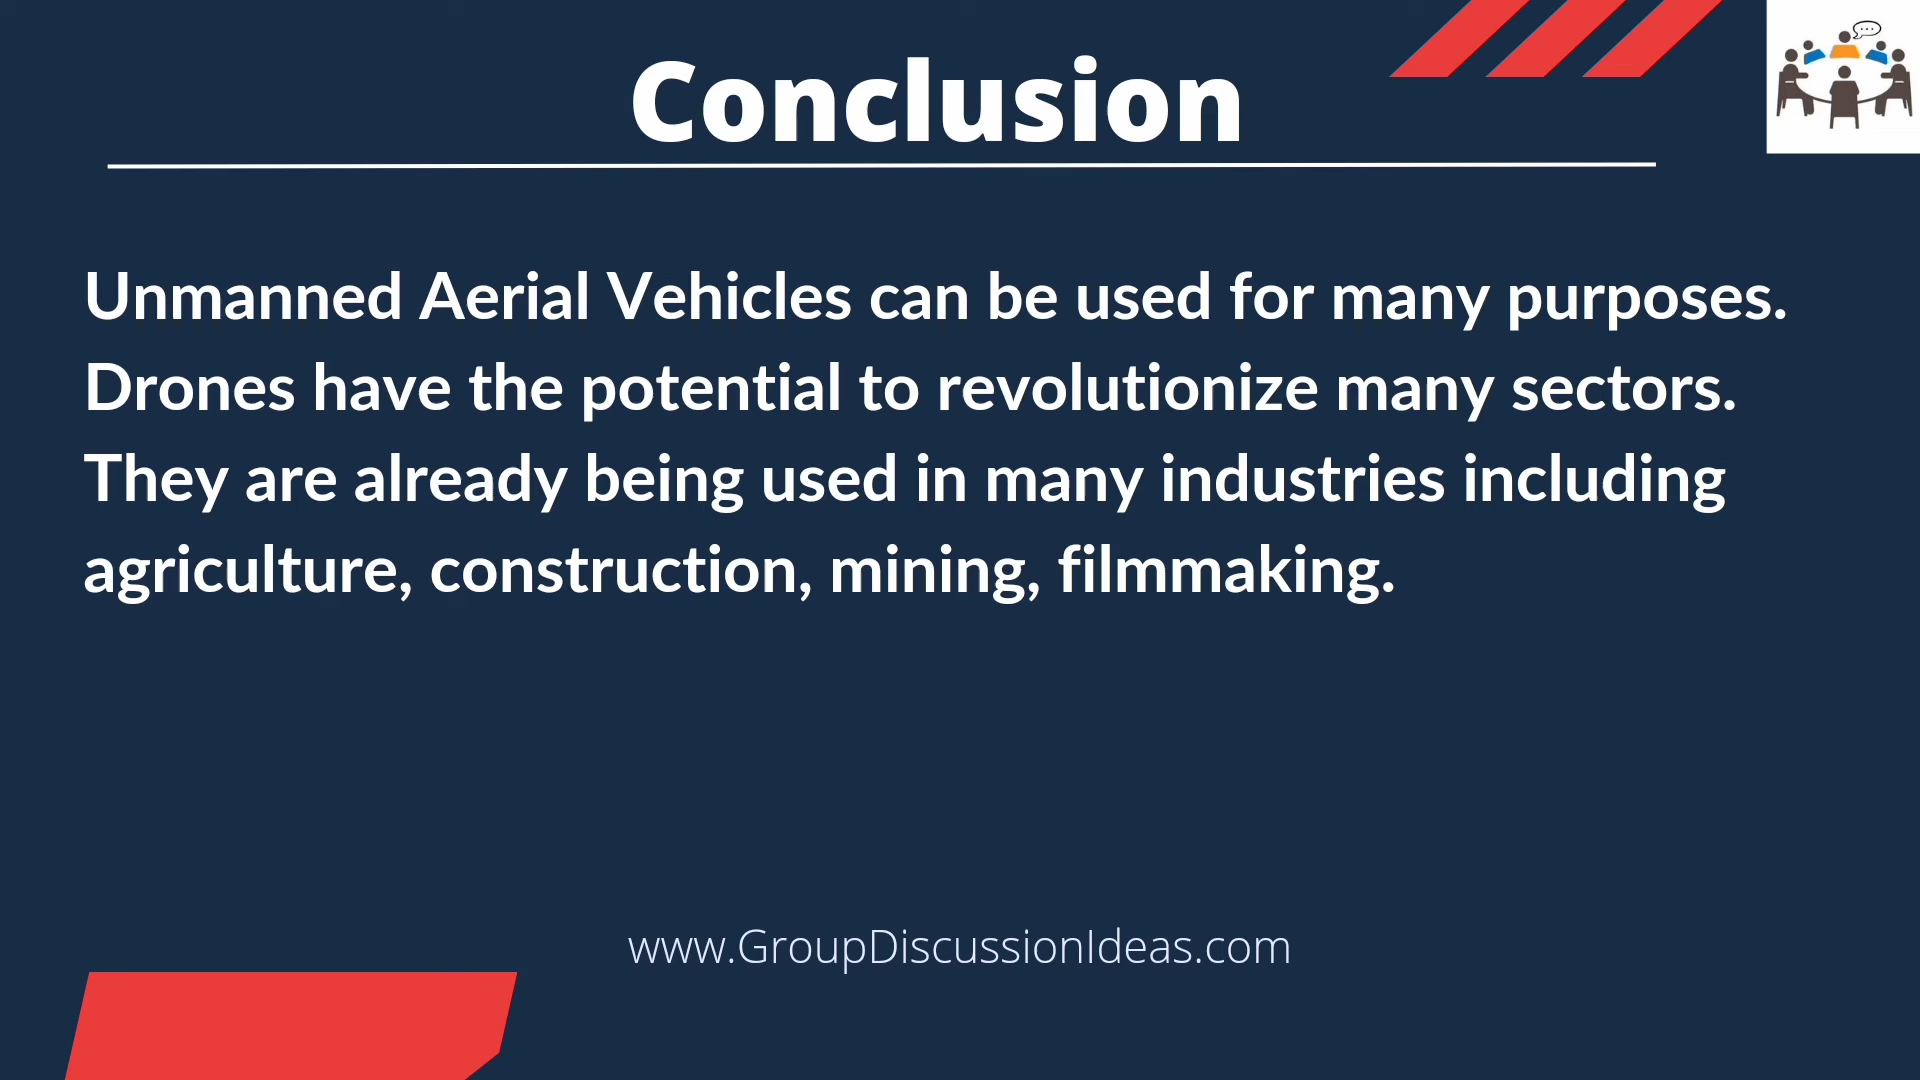 Conclusion
Unmanned Aerial Vehicles can be used for many purposes.
Drones have the potential to revolutionize many sectors.
They are already being used in many industries including
agriculture, construction, mining, filmmaking.
www.GroupDiscussionIdeas.com